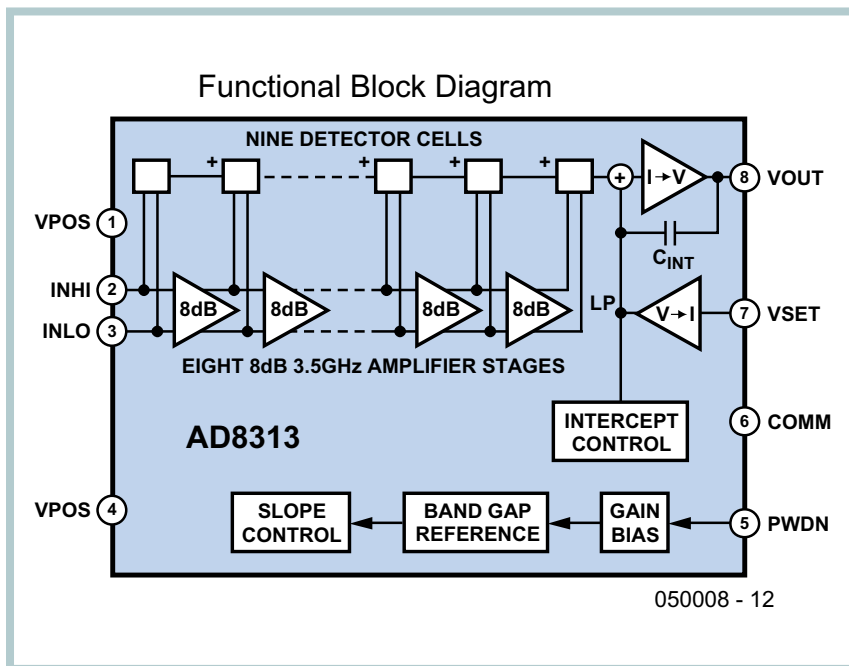 Functional Block Diagram
NINE DETECTOR CELLS
+
+
+
+
+
I→V
8
VOUT
VPOS
1
C INT
INHI
2
8dB
8dB
8dB
8dB
LP
V→I
7
VSET
INLO
3
EIGHT 8dB 3.5GHz AMPLIFIER STAGES
INTERCEPT
CONTROL
6
COMM
AD8313
VPOS
4
SLOPE
CONTROL
BAND GAP
REFERENCE
GAIN
BIAS
5
PWDN
050008 - 12